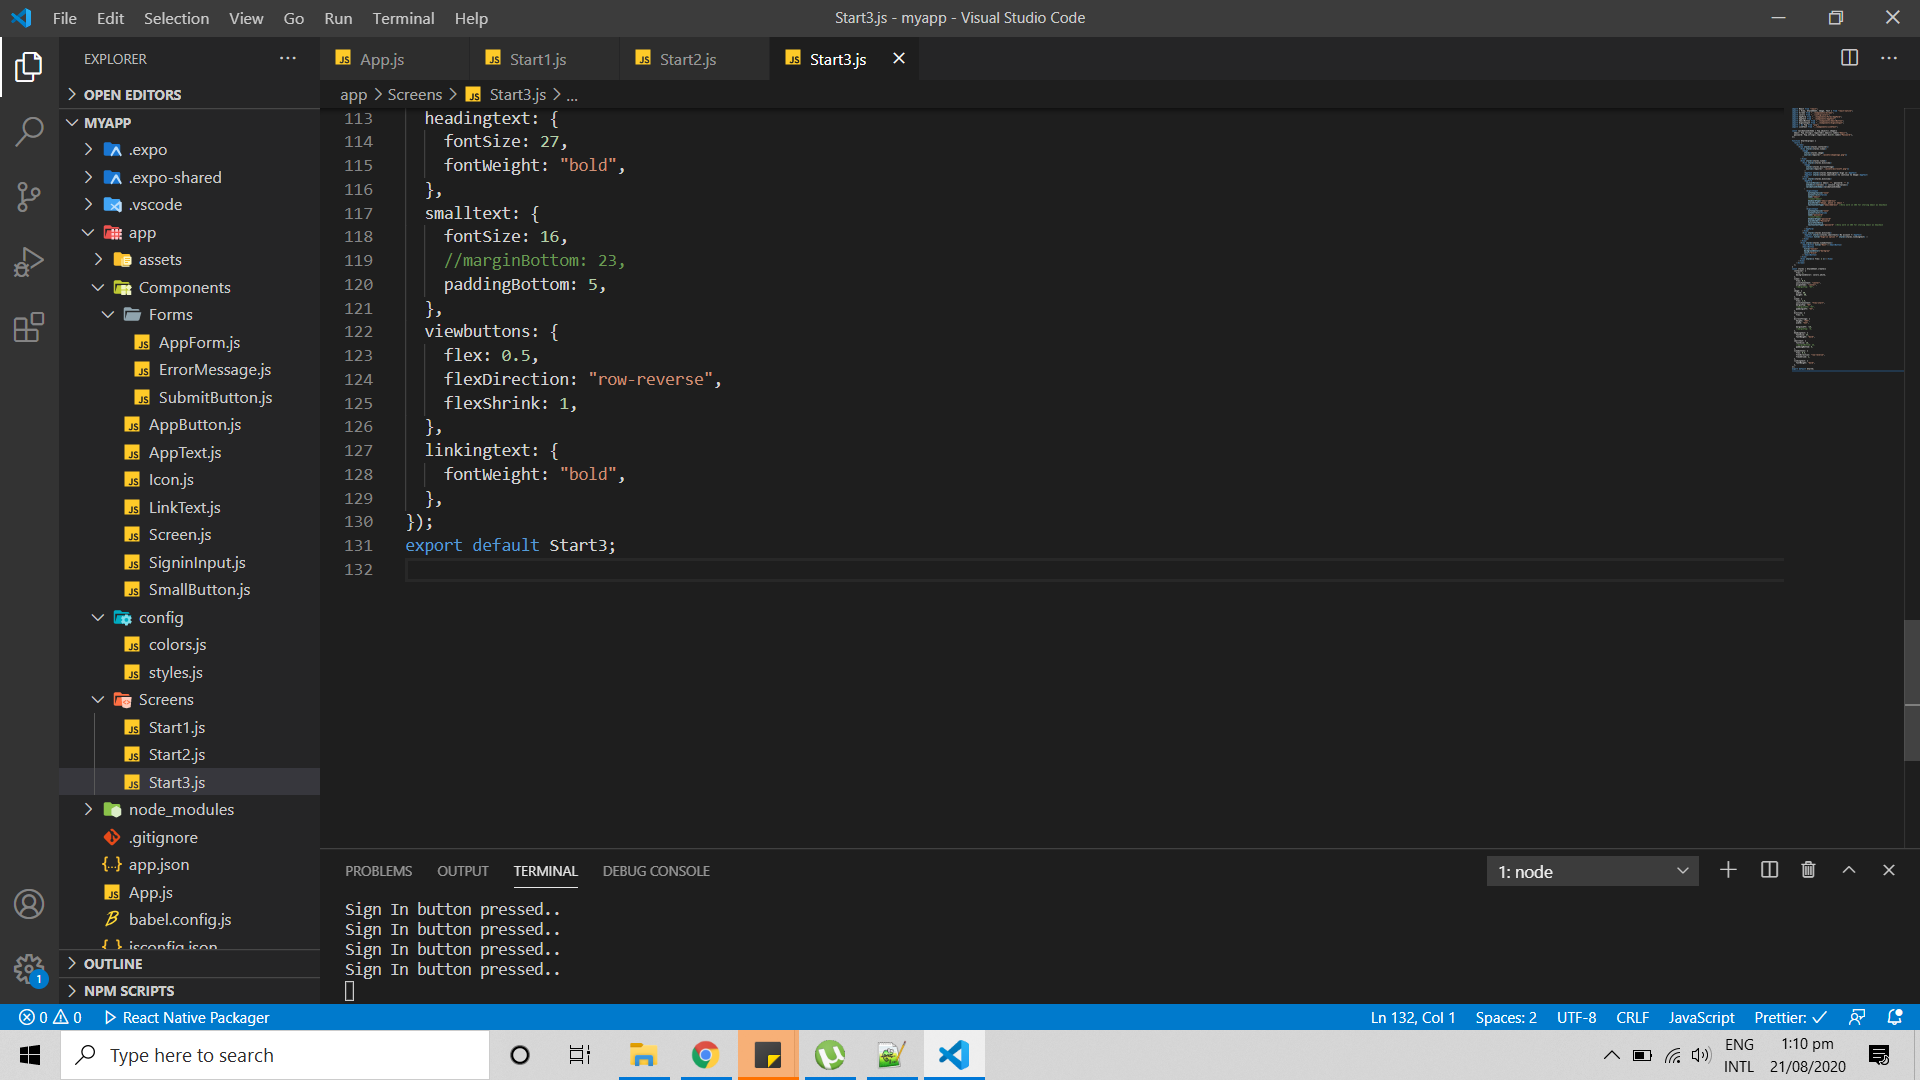 File Edit Selection View Go Run Terminal Help
Start3.js - myapp - Visual Studio Code
EXPLORER
OPEN EDITORS
MYAPP
.expo
.expo-shared
.vscode
app
assets
Components
Forms
AppForm.js
ErrorMessage.js
SubmitButton.js
AppButton.js
AppText.js
Icon.js
LinkText.js
Screen.js
SigninInput.js
SmallButton.js
config
colors.js
styles.js
Screens
Start1.js
Start2.js
Start3.js
node_modules
.gitignore
app.json
App.js
babel.config.js
jsconfig.json
OUTLINE
NPM SCRIPTS
App.js Start1.js Start2.js Start3.js
app > Screens > Start3.js > ...
113 headingtext: {
114 fontSize: 27,
115 fontWeight: "bold",
116 },
117 smalltext: {
118 fontSize: 16,
119 //marginBottom: 23,
120 paddingBottom: 5,
121 },
122 viewbuttons: {
123 flex: 0.5,
124 flexDirection: "row-reverse",
125 flexShrink: 1,
126 },
127 linkingtext: {
128 fontWeight: "bold",
129 },
130 });
131 export default Start3;
132
PROBLEMS OUTPUT TERMINAL DEBUG CONSOLE
1: node
Sign In button pressed..
Sign In button pressed..
Sign In button pressed..
Sign In button pressed..
1
0 0 React Native Packager
Ln 132, Col 1 Spaces: 2 UTF-8 CRLF JavaScript Prettier: ✓
Type here to search
ENG
INTL
1:10 pm
21/08/2020